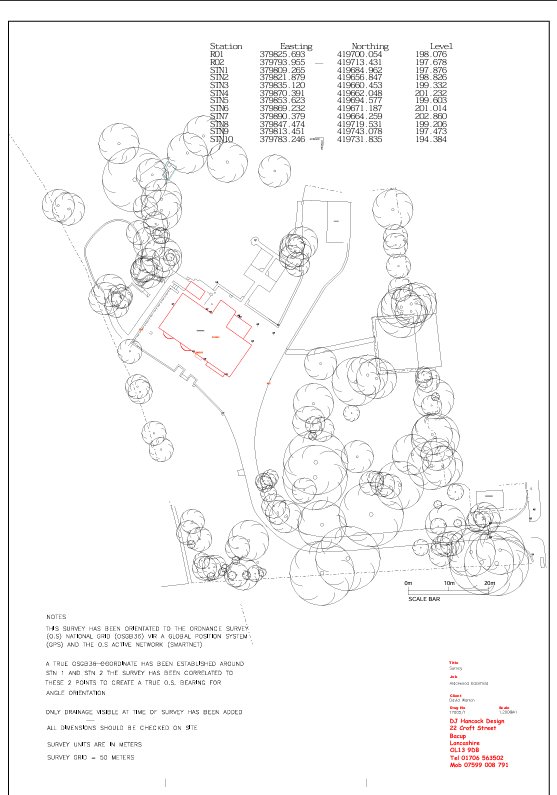 Station Easting Northing Level
RO1 379825.693 419700.054 198.076
RO2 379793.955 419713.431 197.678
STN1 379809.265 419684.962 197.876
STN2 379821.879 419656.847 198.826
STN3 379835.120 419660.453 199.332
STN4 379870.391 419662.048 201.232
STN5 379853.623 419694.577 199.603
STN6 379869.232 419671.187 201.014
STN7 379890.379 419664.259 202.860
STN8 379847.474 419719.531 199.206
STN9 379813.451 419743.078 197.473
STN10 379783.246 419731.835 194.384
0m 10m 20m
SCALE BAR
NOTES
THIS SURVEY HAS BEEN ORIENTATED TO THE ORDNANCE SURVEY
(O.S) NATIONAL GRID (OSGB36) VIA A GLOBAL POSITION SYSTEM
(GPS) AND THE O.S ACTIVE NETWORK (SMARTNET)
A TRUE OSGB36 COORDINATE HAS BEEN ESTABLISHED AROUND
STN 1 AND STN 2 THE SURVEY HAS BEEN CORRELATED TO
THESE 2 POINTS TO CREATE A TRUE O.S. BEARING FOR
ANGLE ORIENTATION
ONLY DRAINAGE VISIBLE AT TIME OF SURVEY HAS BEEN ADDED
ALL DIMENSIONS SHOULD BE CHECKED ON SITE
SURVEY UNITS ARE IN METERS
SURVEY GRID = 50 METERS
Title
Survey
Job
Client
David
Drwg No Scale
DJ Hancock Design
22 Croft Street
Bacup
Lancashire
OL13 9DB
Tel 01706 563502
Mob 07599 008 791